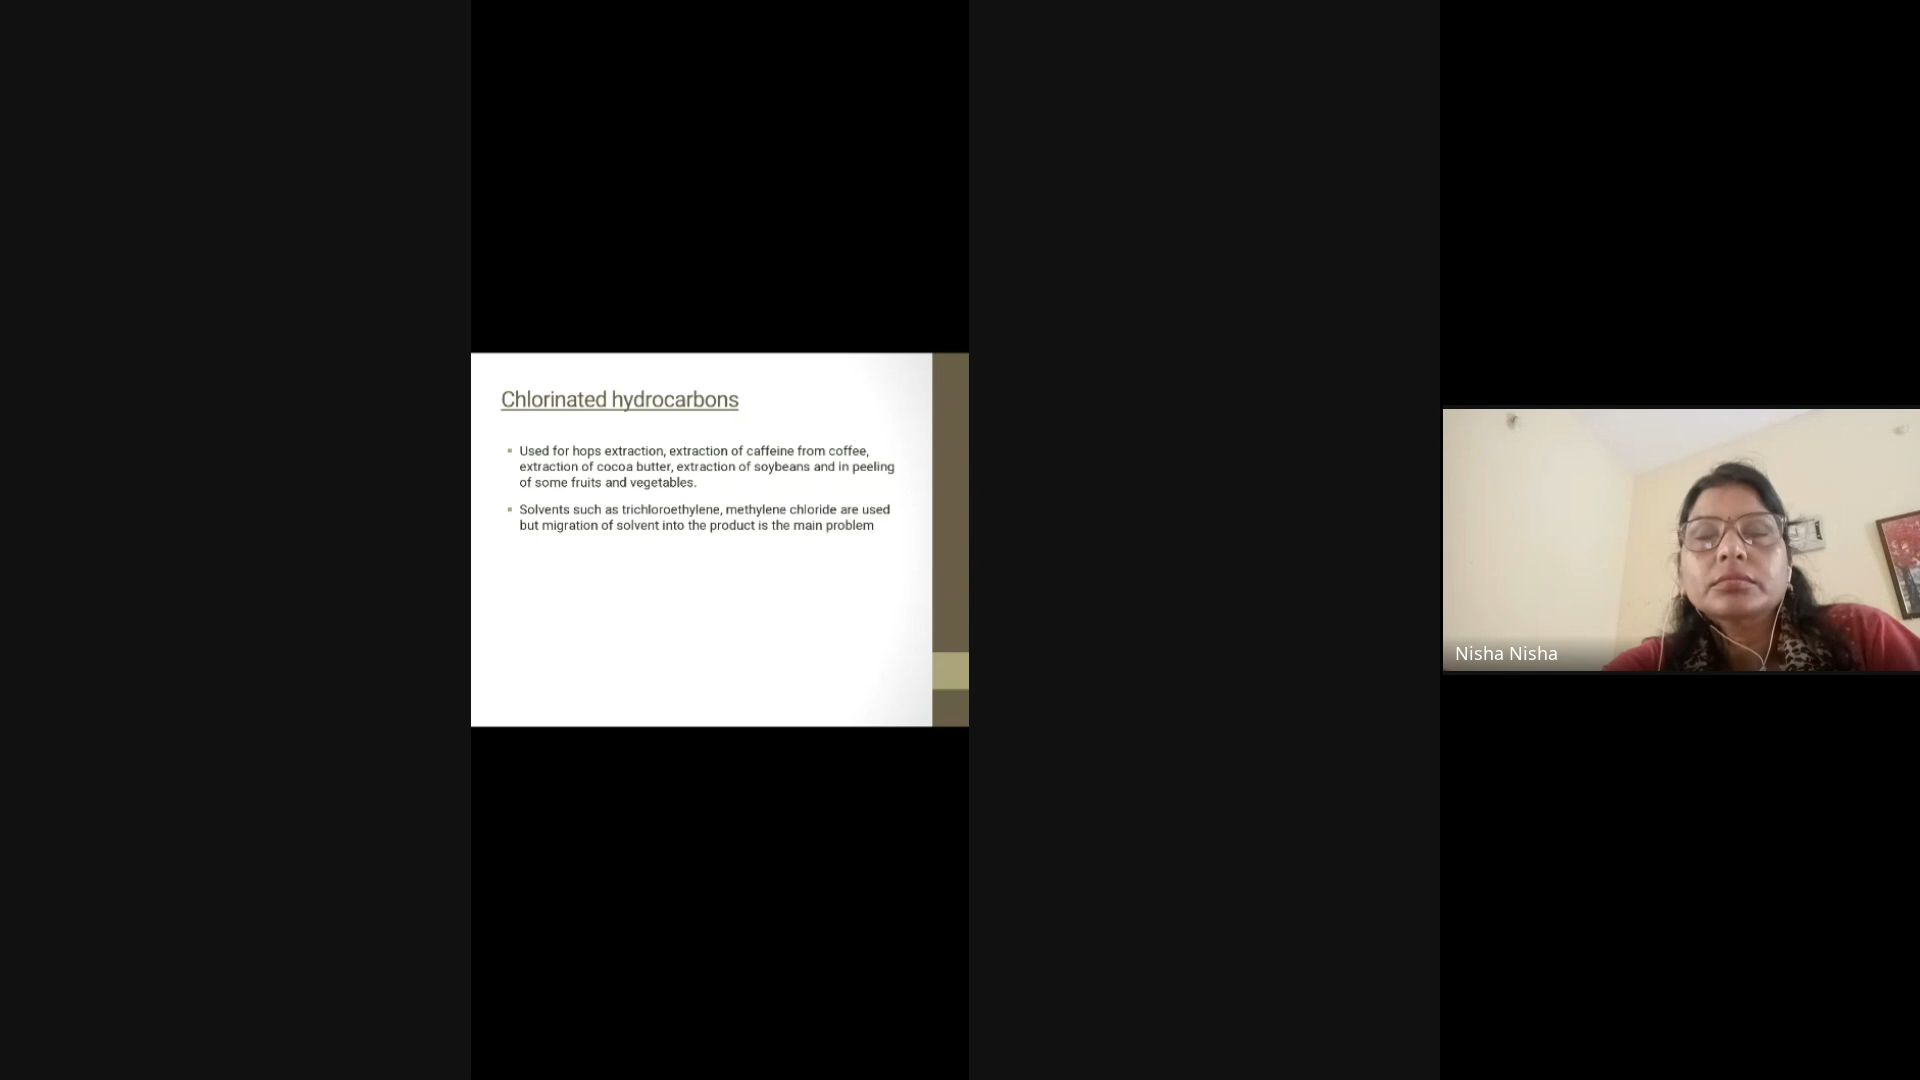 Chlorinated hydrocarbons
▪ Used for hops extraction, extraction of caffeine from coffee,
extraction of cocoa butter, extraction of soybeans and in peeling
of some fruits and vegetables.
▪ Solvents such as trichloroethylene, methylene chloride are used
but migration of solvent into the product is the main problem
Nisha Nisha